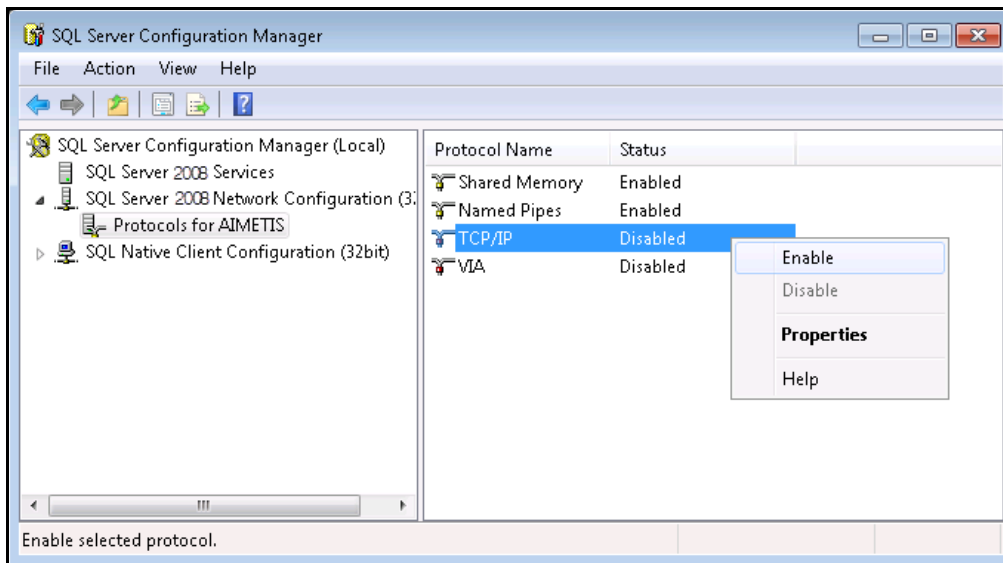 SQL Server Configuration Manager
File Action View Help
SQL Server Configuration Manager (Local)
SQL Server 2008 Services
SQL Server 2008 Network Configuration (3
Protocols for AIMETIS
SQL Native Client Configuration (32bit)
Protocol Name Status
Shared Memory Enabled
Named Pipes Enabled
TCP/IP Disabled
VIA Disabled
Enable
Disable
Properties
Help
Enable selected protocol.